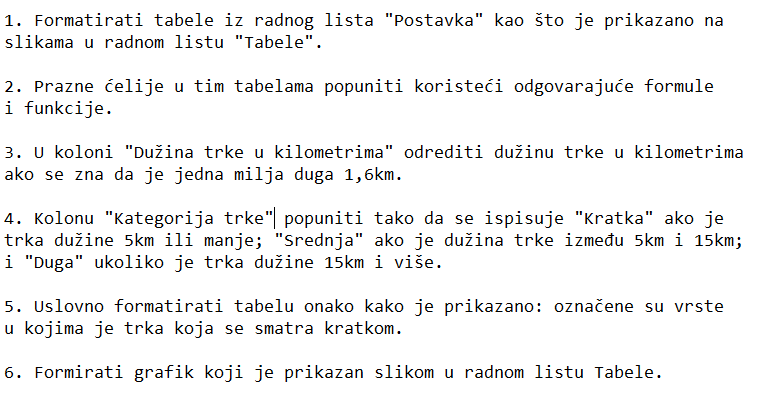 1. Formatirati tabele iz radnog lista "Postavka" kao što je prikazano na
slikama u radnom listu "Tabele".
2. Prazne ćelije u tim tabelama popuniti koristeći odgovarajuće formule
i funkcije.
3. U koloni "Dužina trke u kilometrima" odrediti dužinu trke u kilometrima
ako se zna da je jedna milja duga 1,6km.
4. Kolonu "Kategorija trke" popuniti tako da se ispisuje "Kratka" ako je
trka dužine 5km ili manje; "Srednja" ako je dužina trke između 5km i 15km;
i "Duga" ukoliko je trka dužine 15km i više.
5. Uslovno formatirati tabelu onako kako je prikazano: označene su vrste
u kojima je trka koja se smatra kratkom.
6. Formirati grafik koji je prikazan slikom u radnom listu Tabele.